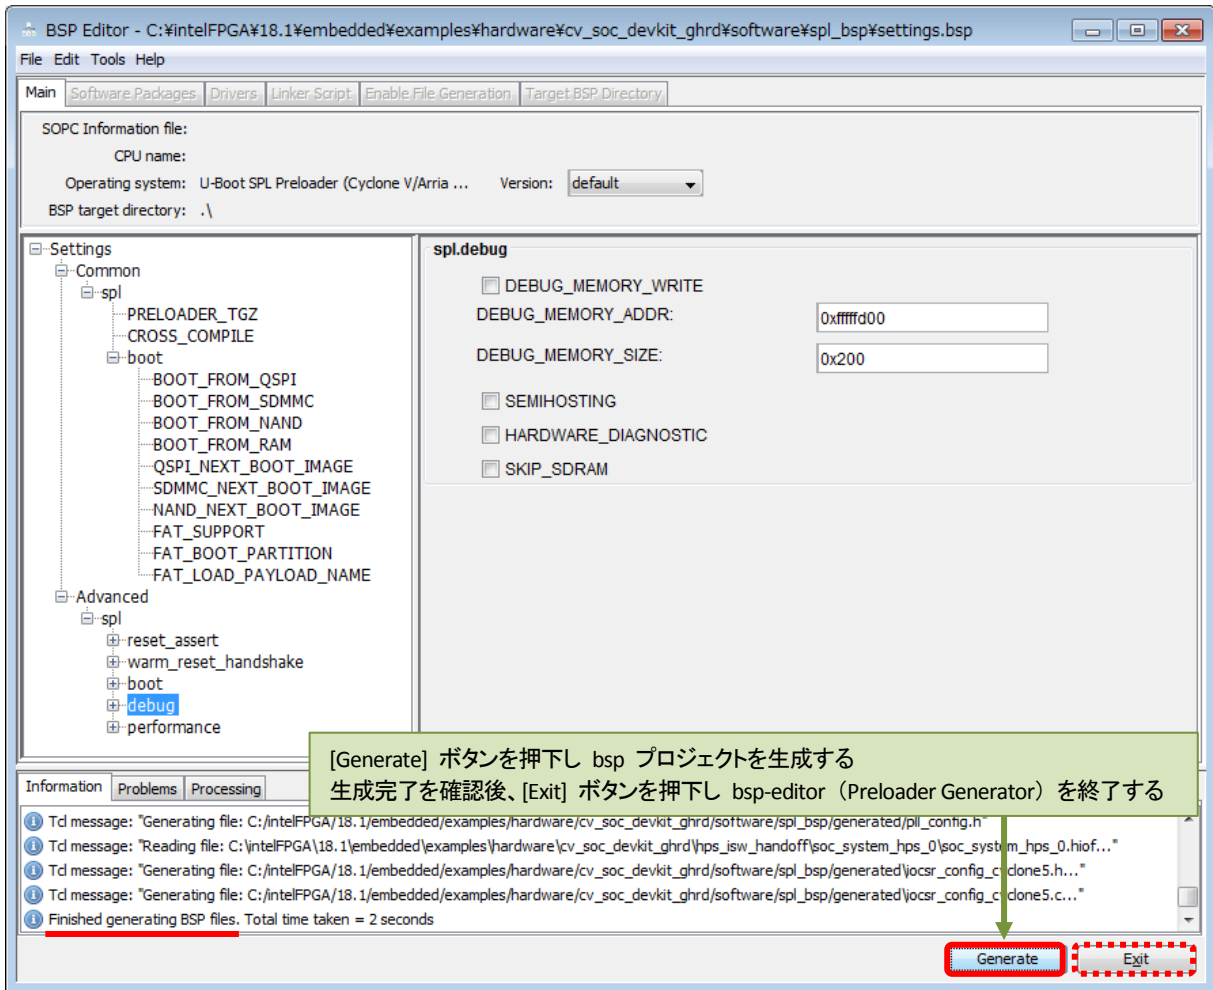 BSP Editor - C:¥intelFPGA¥18.1¥embedded¥examples¥hardware¥cv_soc_devkit_ghrd¥software¥spl_bsp¥settings.bsp
File Edit Tools Help
Main Software Packages Drivers Linker Script Enable File Generation Target BSP Directory
SOPC Information file:
CPU name:
Operating system: U-Boot SPL Preloader (Cyclone V/Arria ... Version: default
BSP target directory: .\
Settings
Common
spl
PRELOADER_TGZ
CROSS_COMPILE
boot
BOOT_FROM_QSPI
BOOT_FROM_SDMMC
BOOT_FROM_NAND
BOOT_FROM_RAM
QSPI_NEXT_BOOT_IMAGE
SDMMC_NEXT_BOOT_IMAGE
NAND_NEXT_BOOT_IMAGE
FAT_SUPPORT
FAT_BOOT_PARTITION
FAT_LOAD_PAYLOAD_NAME
Advanced
spl
reset_assert
warm_reset_handshake
boot
debug
performance
spl.debug
DEBUG_MEMORY_WRITE
DEBUG_MEMORY_ADDR: 0xfffffd00
DEBUG_MEMORY_SIZE: 0x200
SEMIHOSTING
HARDWARE_DIAGNOSTIC
SKIP_SDRAM
[Generate] ボタンを押下し bsp プロジェクトを生成する
生成完了を確認後、[Exit] ボタンを押下し bsp-editor（Preloader Generator）を終了する
Information Problems Processing
Tcl message: "Generating file: C:/intelFPGA/18.1/embedded/examples/hardware/cv_soc_devkit_ghrd/software/spl_bsp/generated/pll_config.h"
Tcl message: "Reading file: C:\intelFPGA\18.1\embedded\examples\hardware\cv_soc_devkit_ghrd\hps_isw_handoff\soc_system_hps_0\soc_system_hps_0.hiof..."
Tcl message: "Generating file: C:/intelFPGA/18.1/embedded/examples/hardware/cv_soc_devkit_ghrd/software/spl_bsp/generated\iocsr_config_cyclone5.h..."
Tcl message: "Generating file: C:/intelFPGA/18.1/embedded/examples/hardware/cv_soc_devkit_ghrd/software/spl_bsp/generated\iocsr_config_cyclone5.c..."
Finished generating BSP files. Total time taken = 2 seconds
Generate Exit